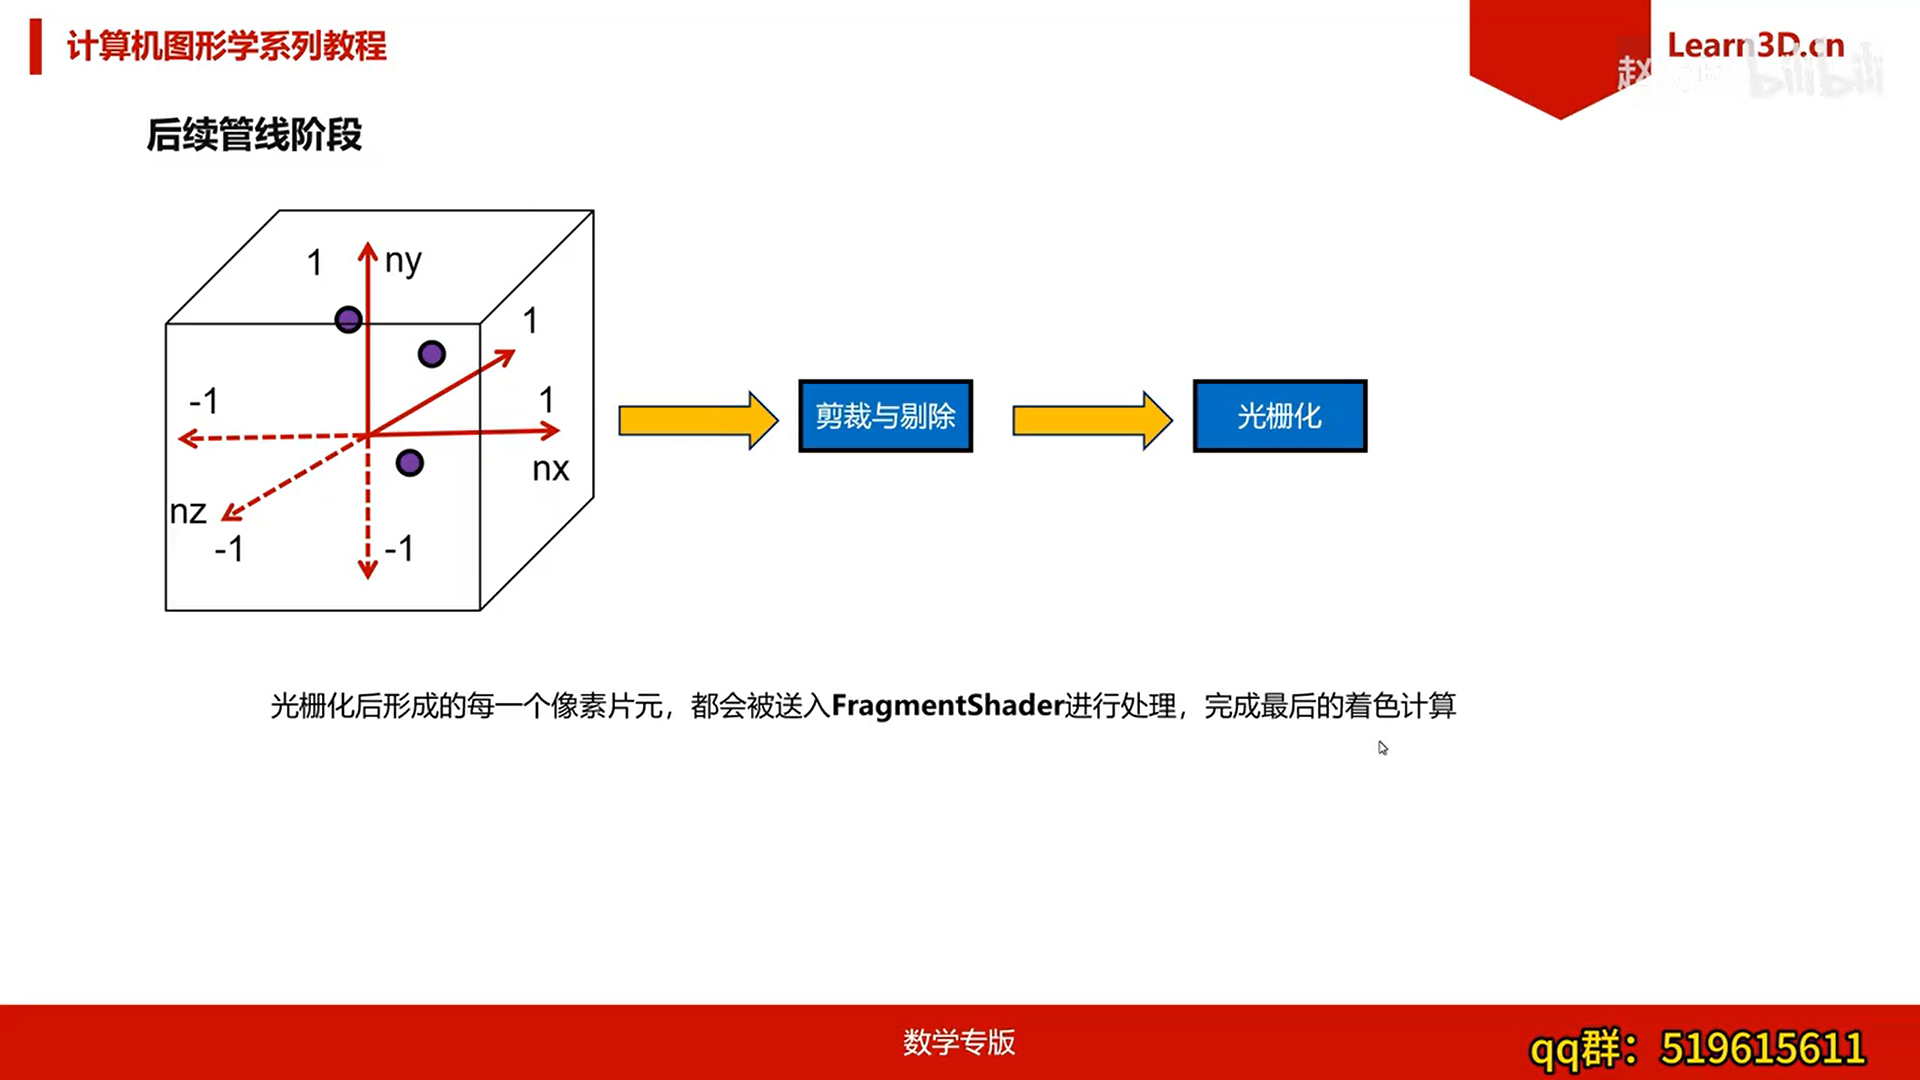 计算机图形学系列教程
Learn3D.cn
赵
bilibili
后续管线阶段
1
ny
1
-1
1
nx
nz
-1
-1
剪裁与剔除
光栅化
光栅化后形成的每一个像素片元，都会被送入FragmentShader进行处理，完成最后的着色计算
数学专版
qq群：519615611